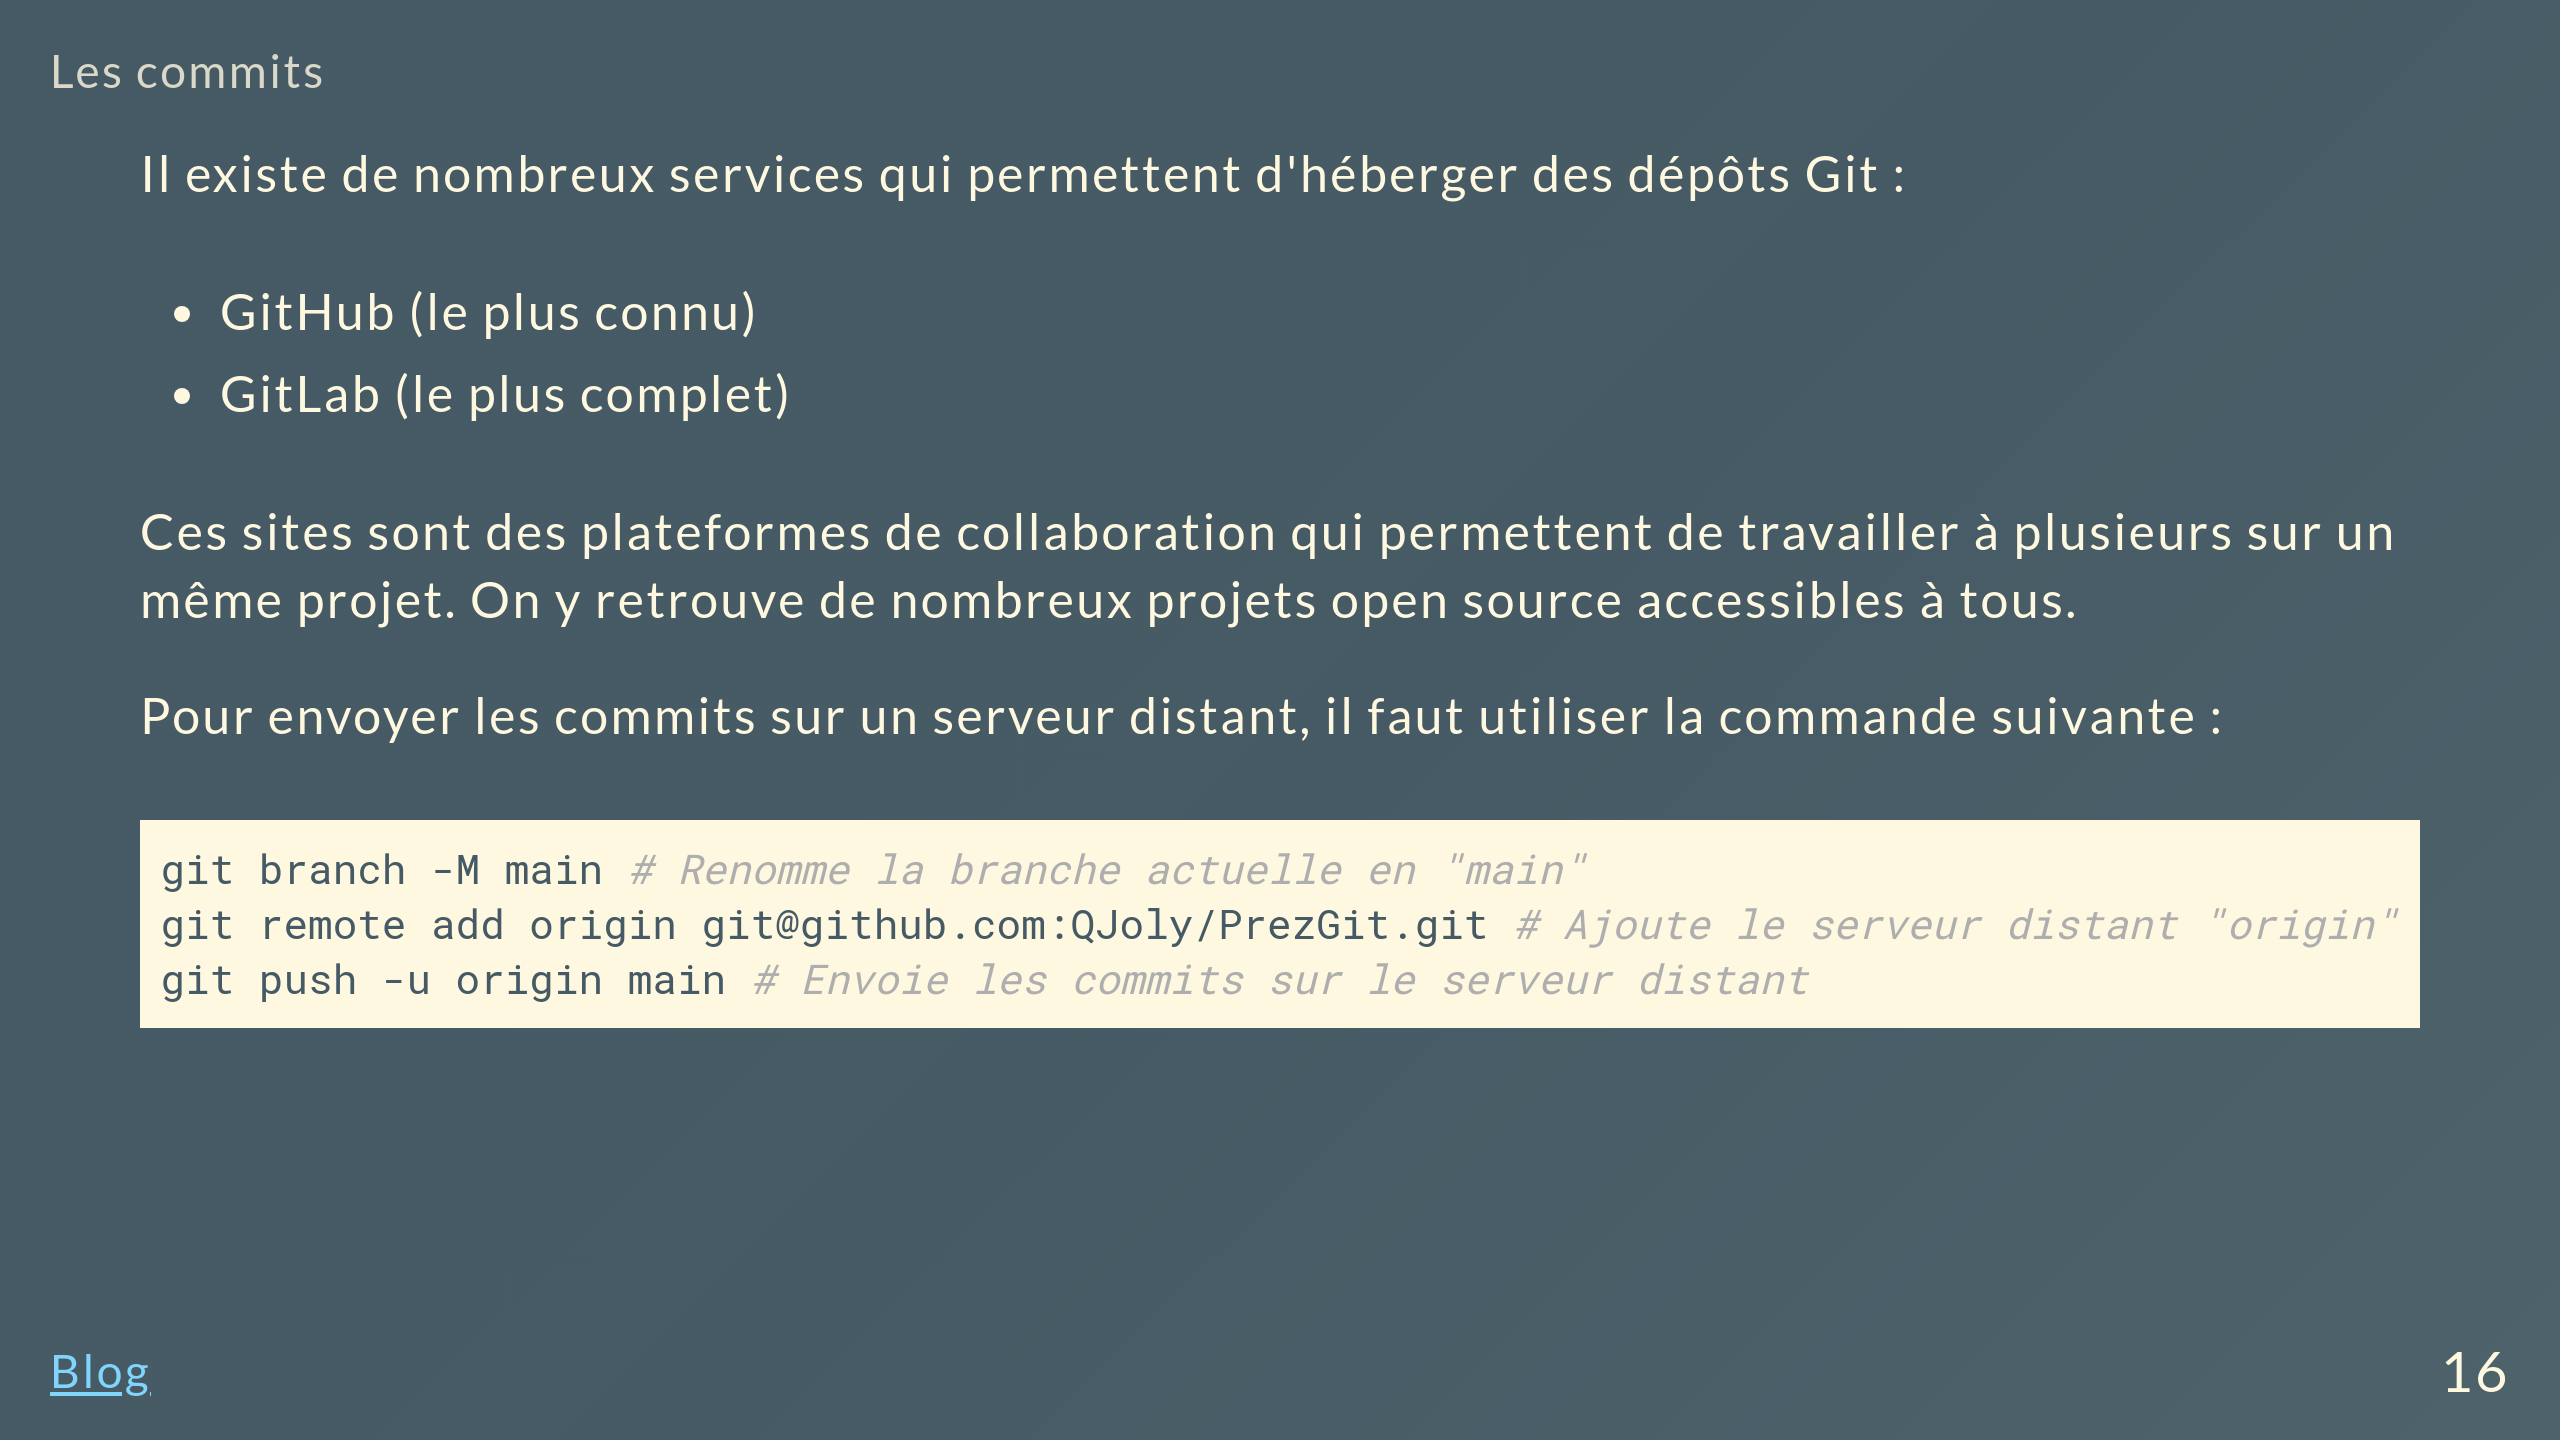 Les commits
Il existe de nombreux services qui permettent d'héberger des dépôts Git :
• GitHub (le plus connu)
• GitLab (le plus complet)
Ces sites sont des plateformes de collaboration qui permettent de travailler à plusieurs sur un
même projet. On y retrouve de nombreux projets open source accessibles à tous.
Pour envoyer les commits sur un serveur distant, il faut utiliser la commande suivante :
git branch -M main # Renomme la branche actuelle en "main"
git remote add origin git@github.com:QJoly/PrezGit.git # Ajoute le serveur distant "origin"
git push -u origin main # Envoie les commits sur le serveur distant
Blog
16